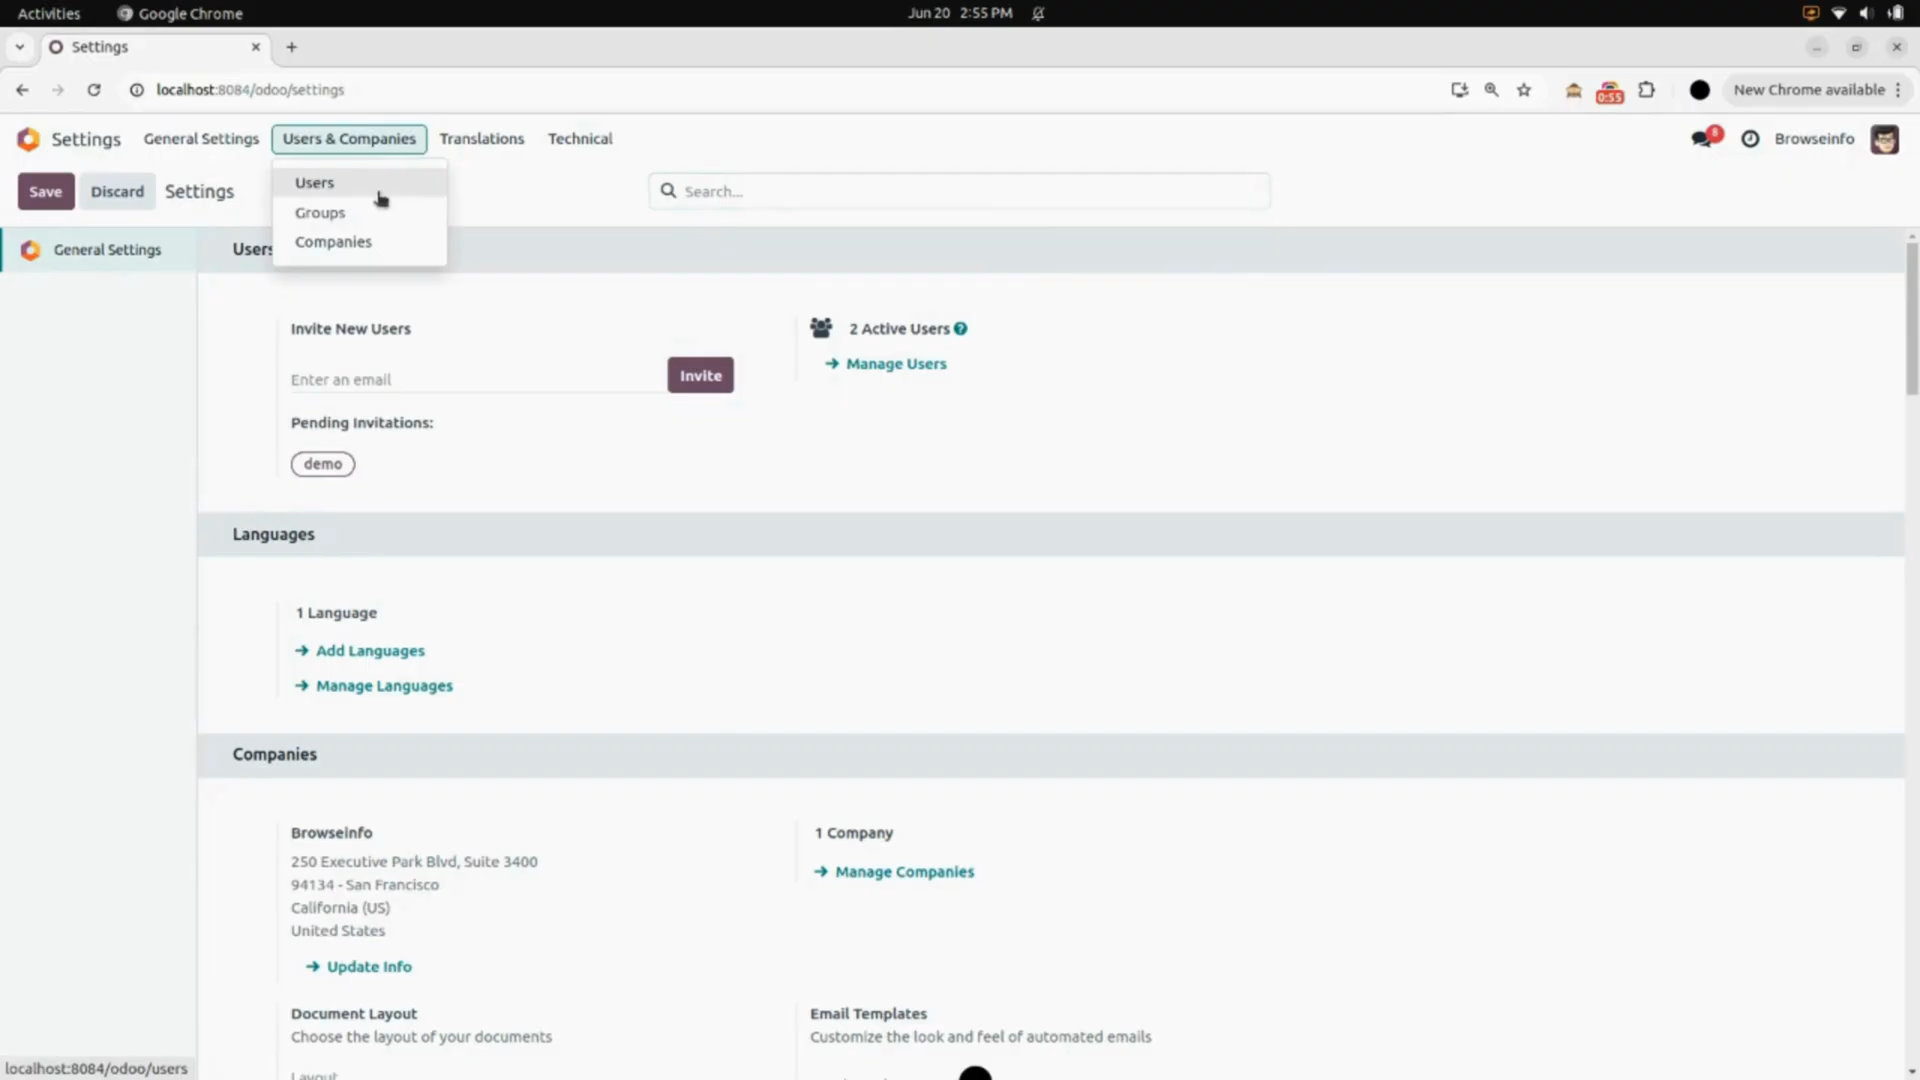 Activities
Google Chrome
Jun 20 2:55 PM
Settings
localhost:8084/odoo/settings
0:55
New Chrome available
Settings
General Settings
Users & Companies
Translations
Technical
8
Browseinfo
Save
Discard
Settings
Search...
Users
Groups
Companies
General Settings
Users
Invite New Users
Enter an email
Invite
Pending Invitations:
demo
2 Active Users ?
→ Manage Users
Languages
1 Language
→ Add Languages
→ Manage Languages
Companies
Browseinfo
250 Executive Park Blvd, Suite 3400
94134 - San Francisco
California (US)
United States
→ Update Info
1 Company
→ Manage Companies
Document Layout
Choose the layout of your documents
Layout
Email Templates
Customize the look and feel of automated emails
localhost:8084/odoo/users